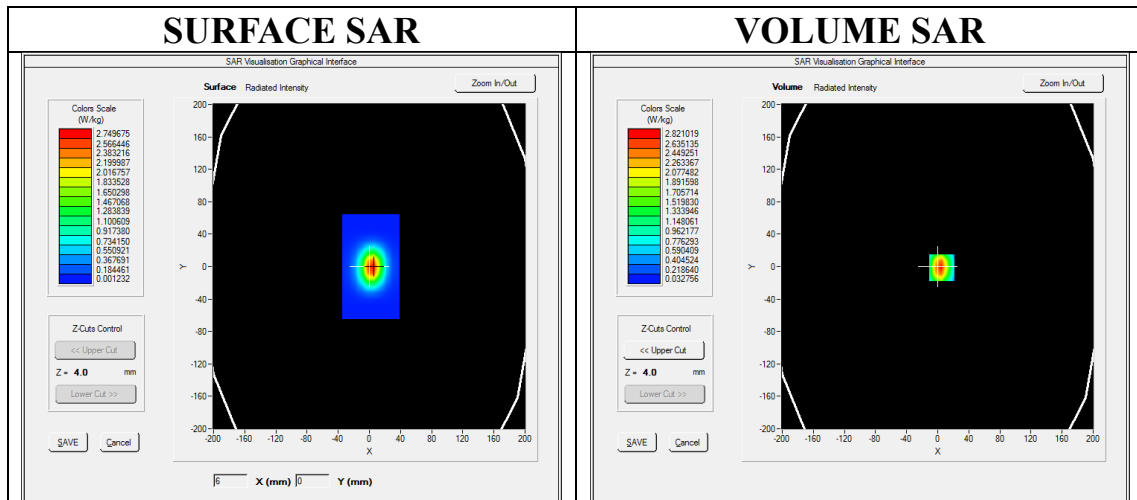 SURFACE SAR
SAR Visualisation Graphical Interface
Surface Radiated Intensity
Zoom In/Out
Colors Scale
(W/kg)
2.749675
2.566446
2.383216
2.199987
2.016757
1.833528
1.650298
1.467068
1.283839
1.100609
0.917380
0.734150
0.550921
0.367691
0.184461
0.001232
Z-Cuts Control
<< Upper Cut
Z = 4.0 mm
Lower Cut >>
SAVE Cancel
Y
200
160
120
80
40
0
-40
-80
-120
-160
-200
-200 -160 -120 -80 -40 0 40 80 120 160 200
X
6 X (mm) 0 Y (mm)
VOLUME SAR
SAR Visualisation Graphical Interface
Volume Radiated Intensity
Zoom In/Out
Colors Scale
(W/kg)
2.821019
2.635135
2.449251
2.263367
2.077482
1.891598
1.705714
1.519830
1.333946
1.148061
0.962177
0.776293
0.590409
0.404524
0.218640
0.032756
Z-Cuts Control
<< Upper Cut
Z = 4.0 mm
Lower Cut >>
SAVE Cancel
Y
200
160
120
80
40
0
-40
-80
-120
-160
-200
-200 -160 -120 -80 -40 0 40 80 120 160 200
X